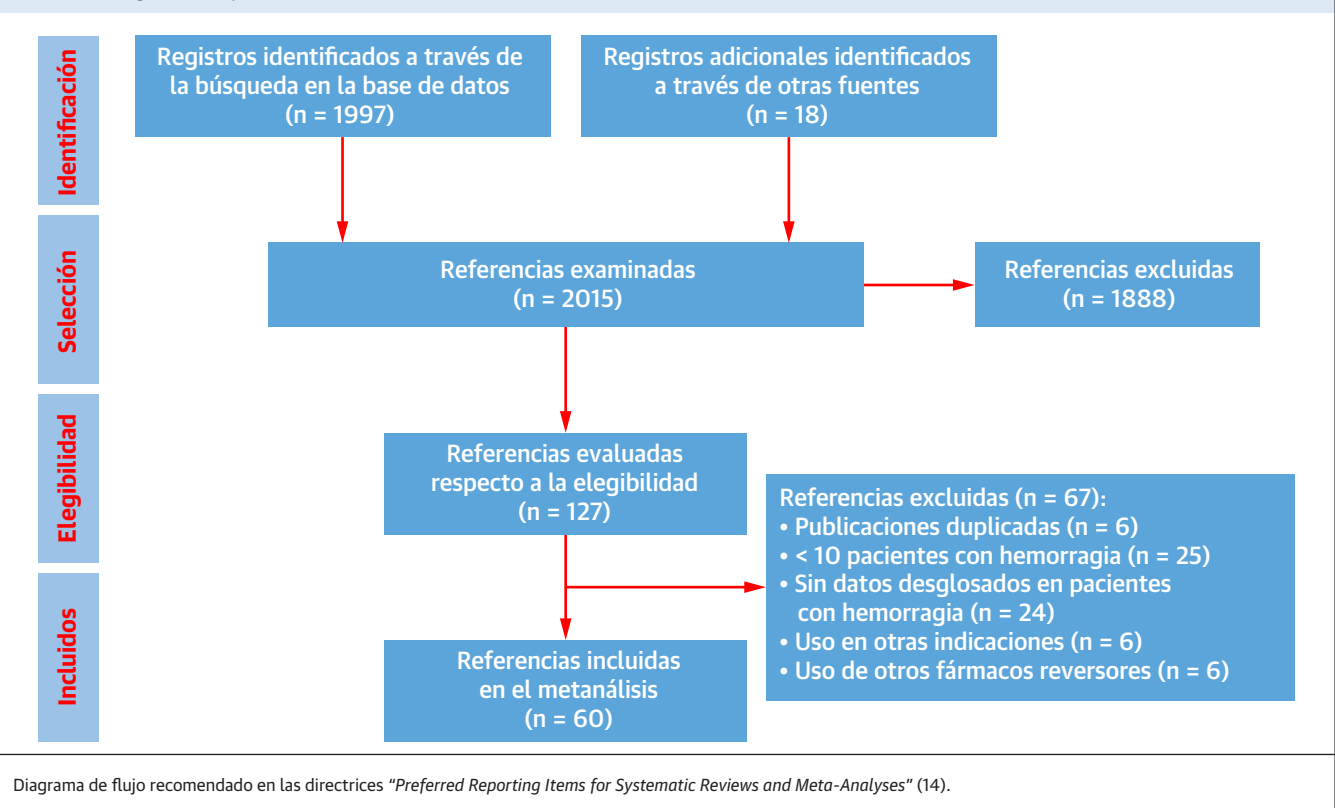 Identificación
Registros identificados a través de
la búsqueda en la base de datos
(n = 1997)
Registros adicionales identificados
a través de otras fuentes
(n = 18)
Selección
Referencias examinadas
(n = 2015)
Referencias excluidas
(n = 1888)
Elegibilidad
Referencias evaluadas
respecto a la elegibilidad
(n = 127)
Referencias excluidas (n = 67):
• Publicaciones duplicadas (n = 6)
• < 10 pacientes con hemorragia (n = 25)
• Sin datos desglosados en pacientes
con hemorragia (n = 24)
• Uso en otras indicaciones (n = 6)
• Uso de otros fármacos reversores (n = 6)
Incluidos
Referencias incluidas
en el metanálisis
(n = 60)
Diagrama de flujo recomendado en las directrices “Preferred Reporting Items for Systematic Reviews and Meta-Analyses” (14).